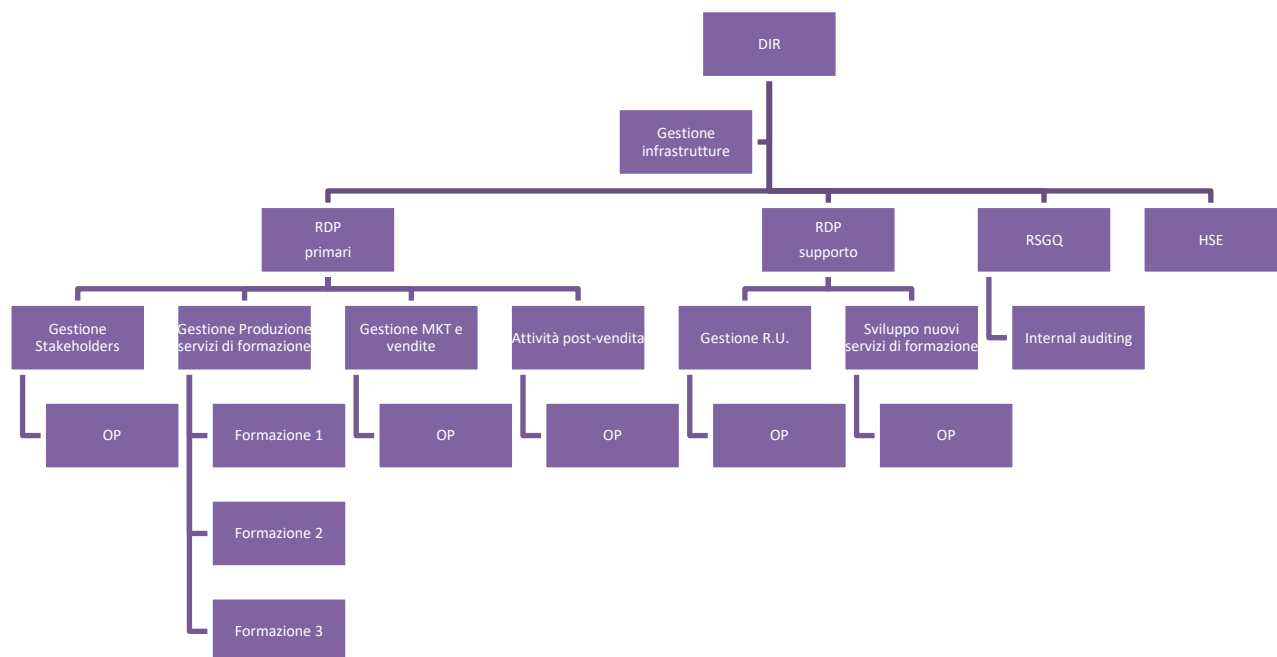 DIR
Gestione
infrastrutture
RDP
primari
RDP
supporto
RSGQ
HSE
Gestione
Stakeholders
Gestione Produzione
servizi di formazione
Gestione MKT e
vendite
Attività post-vendita
Gestione R.U.
Sviluppo nuovi
servizi di formazione
Internal auditing
OP
Formazione 1
OP
OP
OP
OP
Formazione 2
Formazione 3